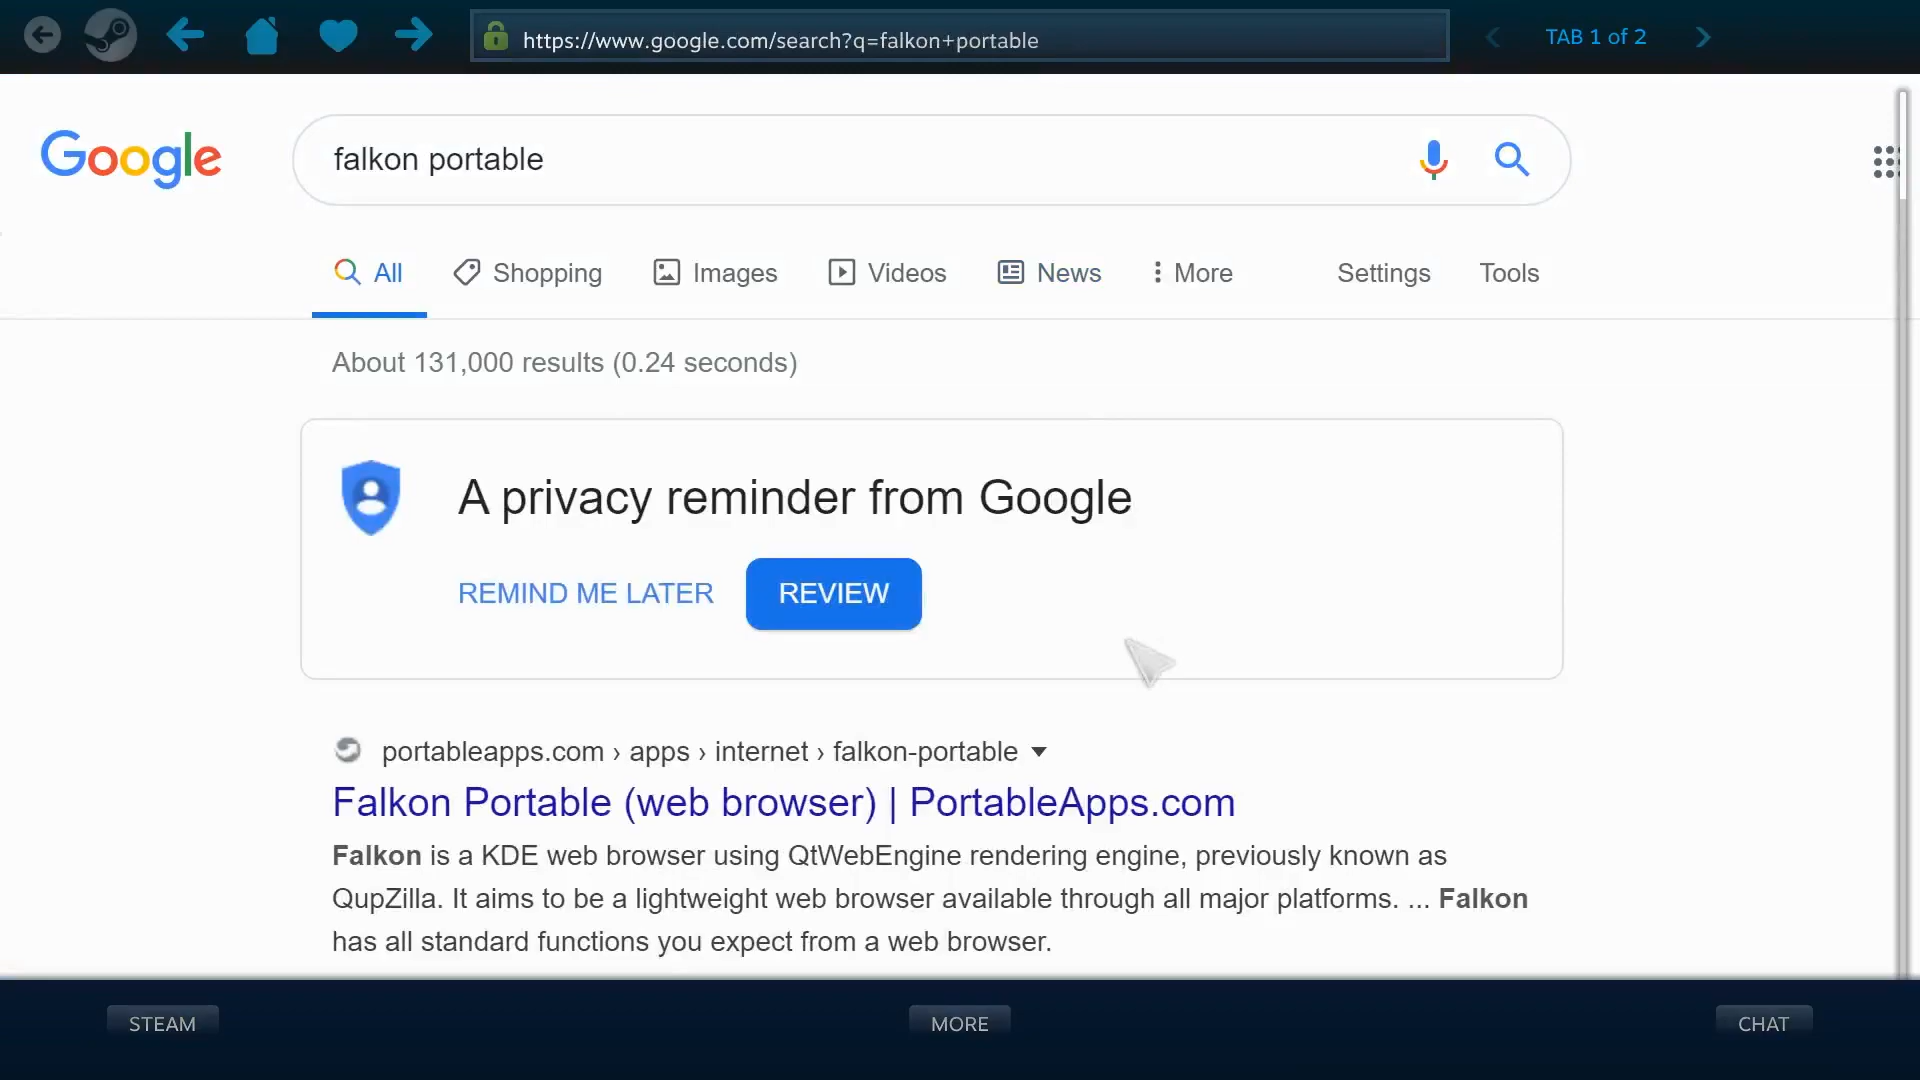 https://www.google.com/search?q=falkon+portable
TAB 1 of 2
Google
falkon portable
All
Shopping
Images
Videos
News
More
Settings
Tools
About 131,000 results (0.24 seconds)
A privacy reminder from Google
REMIND ME LATER
REVIEW
portableapps.com › apps › internet › falkon-portable
Falkon Portable (web browser) | PortableApps.com
Falkon is a KDE web browser using QtWebEngine rendering engine, previously known as
QupZilla. It aims to be a lightweight web browser available through all major platforms. ... Falkon
has all standard functions you expect from a web browser.
STEAM
MORE
CHAT